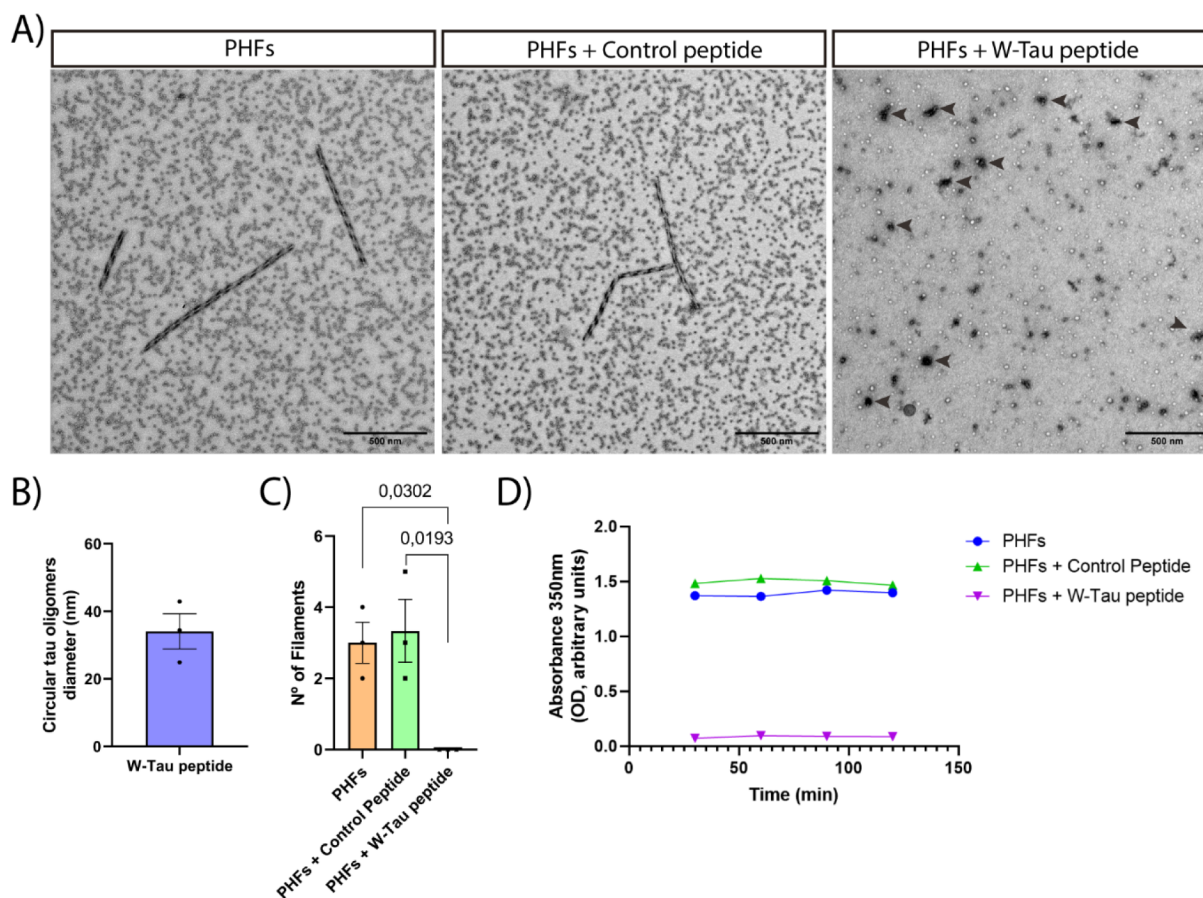 A)
PHFs
PHFs + Control peptide
PHFs + W-Tau peptide
500 nm
500 nm
500 nm
B)
Circular tau oligomers
diameter (nm)
60
40
20
0
W-Tau peptide
C)
0,0302
0,0193
Nº of Filaments
6
4
2
0
PHFs
PHFs + Control Peptide
PHFs + W-Tau peptide
D)
Absorbance 350nm
(OD, arbitrary units)
2.0
1.5
1.0
0.5
0.0
0
50
100
150
Time (min)
PHFs
PHFs + Control Peptide
PHFs + W-Tau peptide